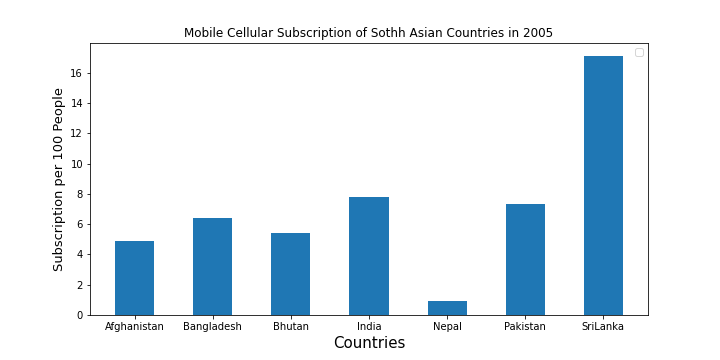 Mobile Cellular Subscription of Sothh Asian Countries in 2005
Subscription per 100 People
16
14
12
10
8
6
4
2
0
Afghanistan Bangladesh Bhutan India Nepal Pakistan SriLanka
Countries